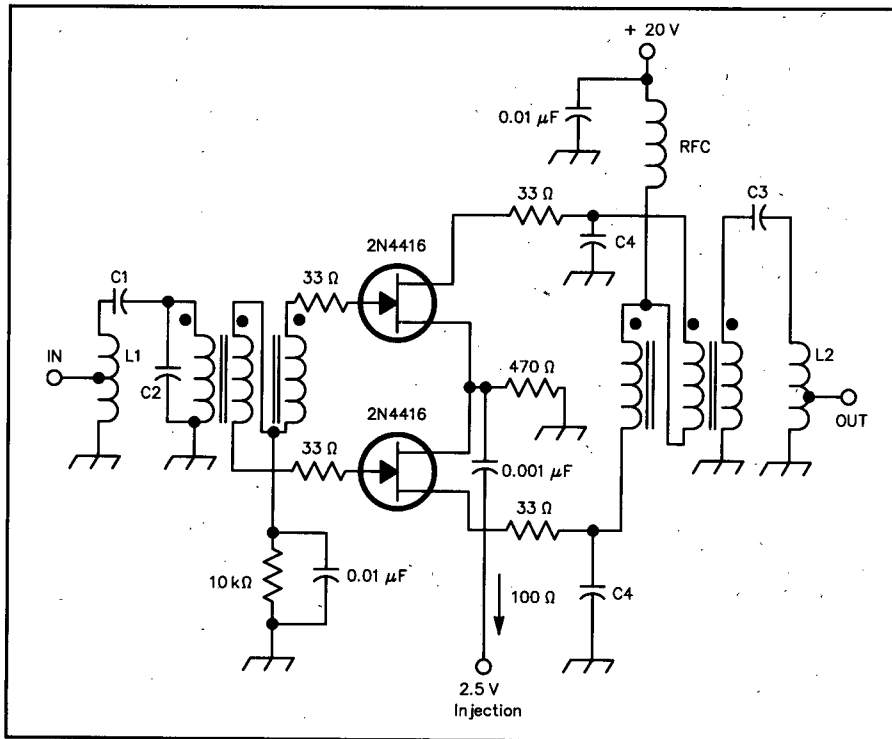 + 20 V
0.01 µF
RFC
33 Ω
C3
C4
2N4416
C1
33 Ω
IN
L1
C2
470 Ω
L2
OUT
2N4416
33 Ω
0.001 µF
33 Ω
10 kΩ
0.01 µF
100 Ω
C4
2.5 V
Injection